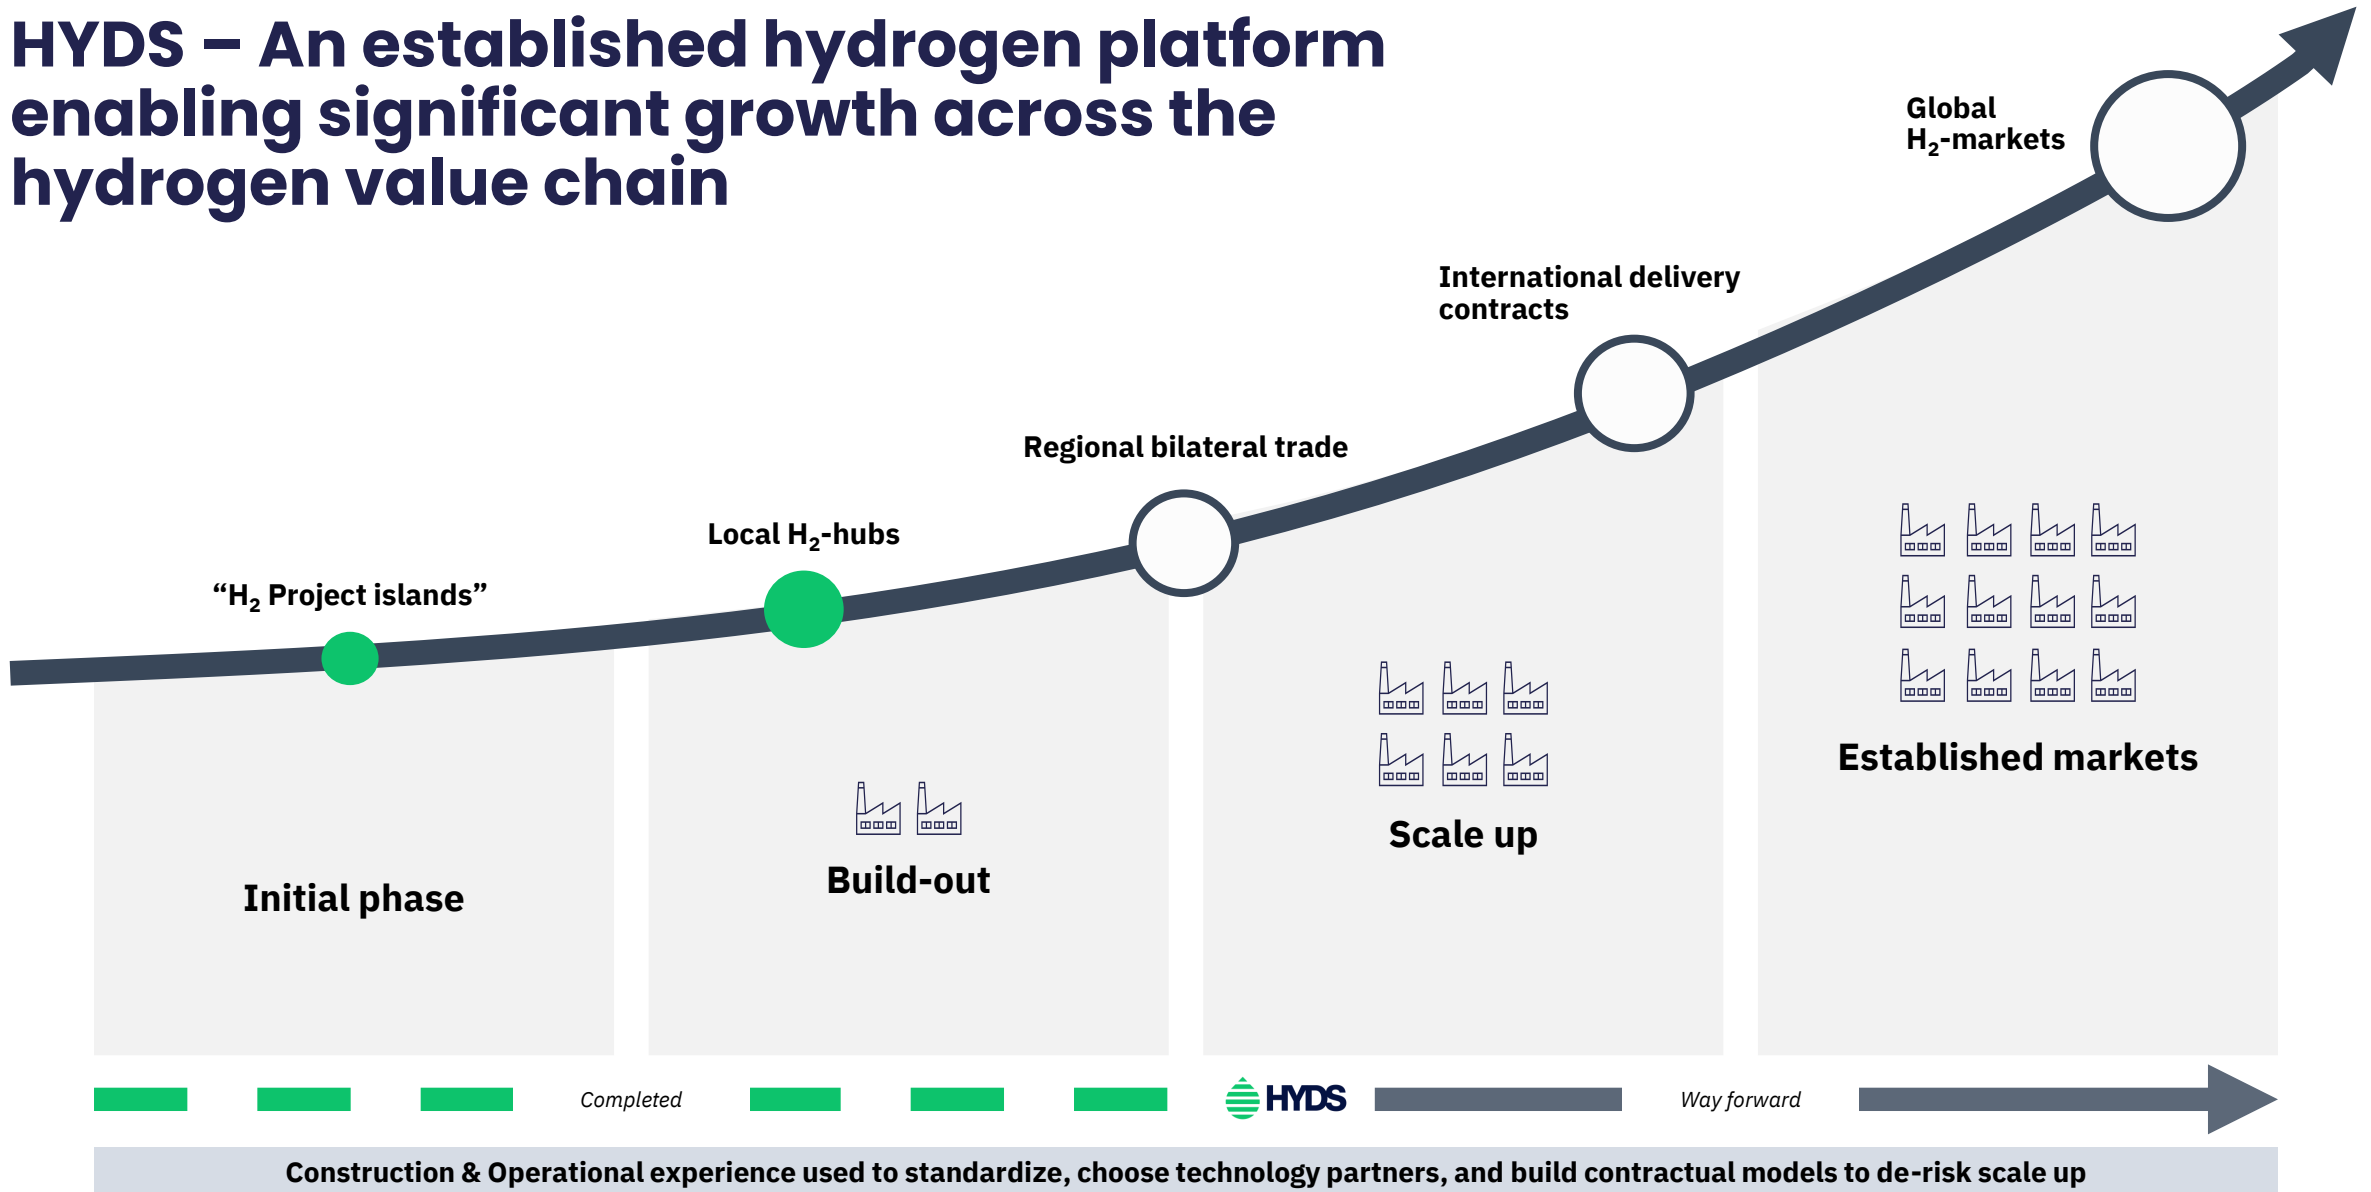 HYDS – An established hydrogen platform
enabling significant growth across the
hydrogen value chain
Global
H₂-markets
International delivery
contracts
Regional bilateral trade
Local H₂-hubs
“H₂ Project islands”
Initial phase
Build-out
Scale up
Established markets
Completed
HYDS
Way forward
Construction & Operational experience used to standardize, choose technology partners, and build contractual models to de-risk scale up